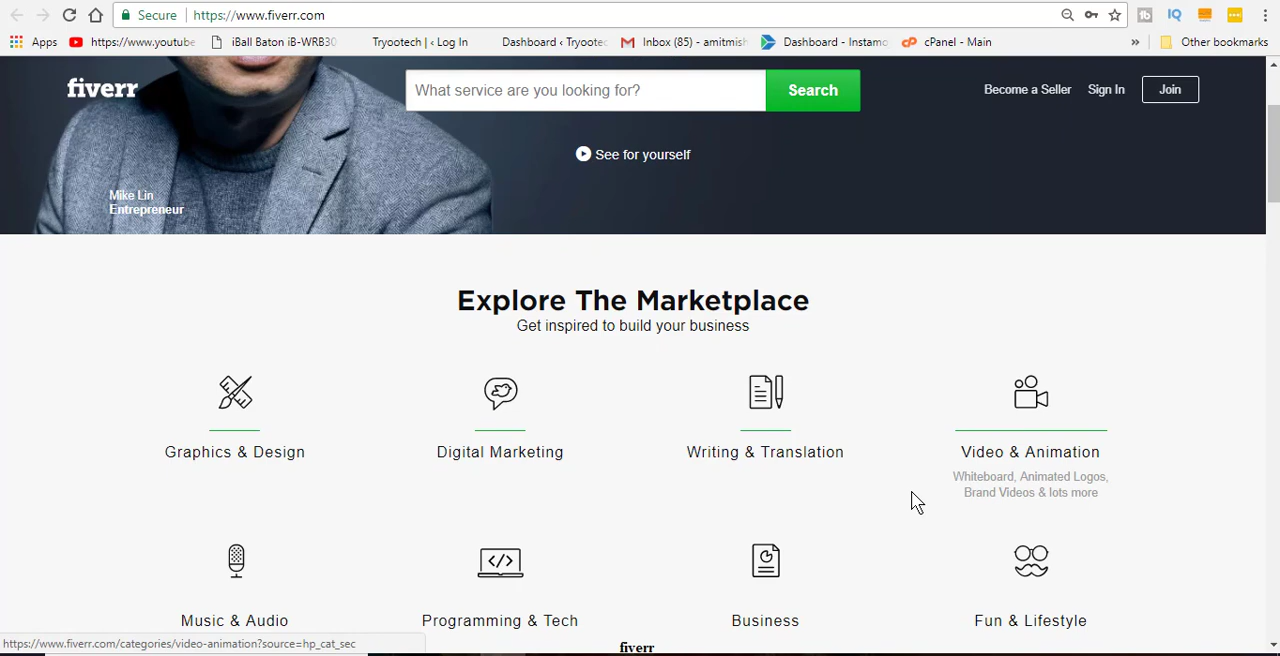 Secure
https://www.fiverr.com
Apps
https://www.youtube
iBall Baton iB-WRB30
Tryootech | ‹ Log In
Dashboard ‹ Tryootec
Inbox (85) - amitmish
Dashboard - Instamo
cPanel - Main
»
Other bookmarks
fiverr
What service are you looking for?
Search
Become a Seller
Sign In
Join
See for yourself
Mike Lin
Entrepreneur
Explore The Marketplace
Get inspired to build your business
Graphics & Design
Digital Marketing
Writing & Translation
Video & Animation
Whiteboard, Animated Logos,
Brand Videos & lots more
Music & Audio
Programming & Tech
Business
Fun & Lifestyle
https://www.fiverr.com/categories/video-animation?source=hp_cat_sec
fiverr